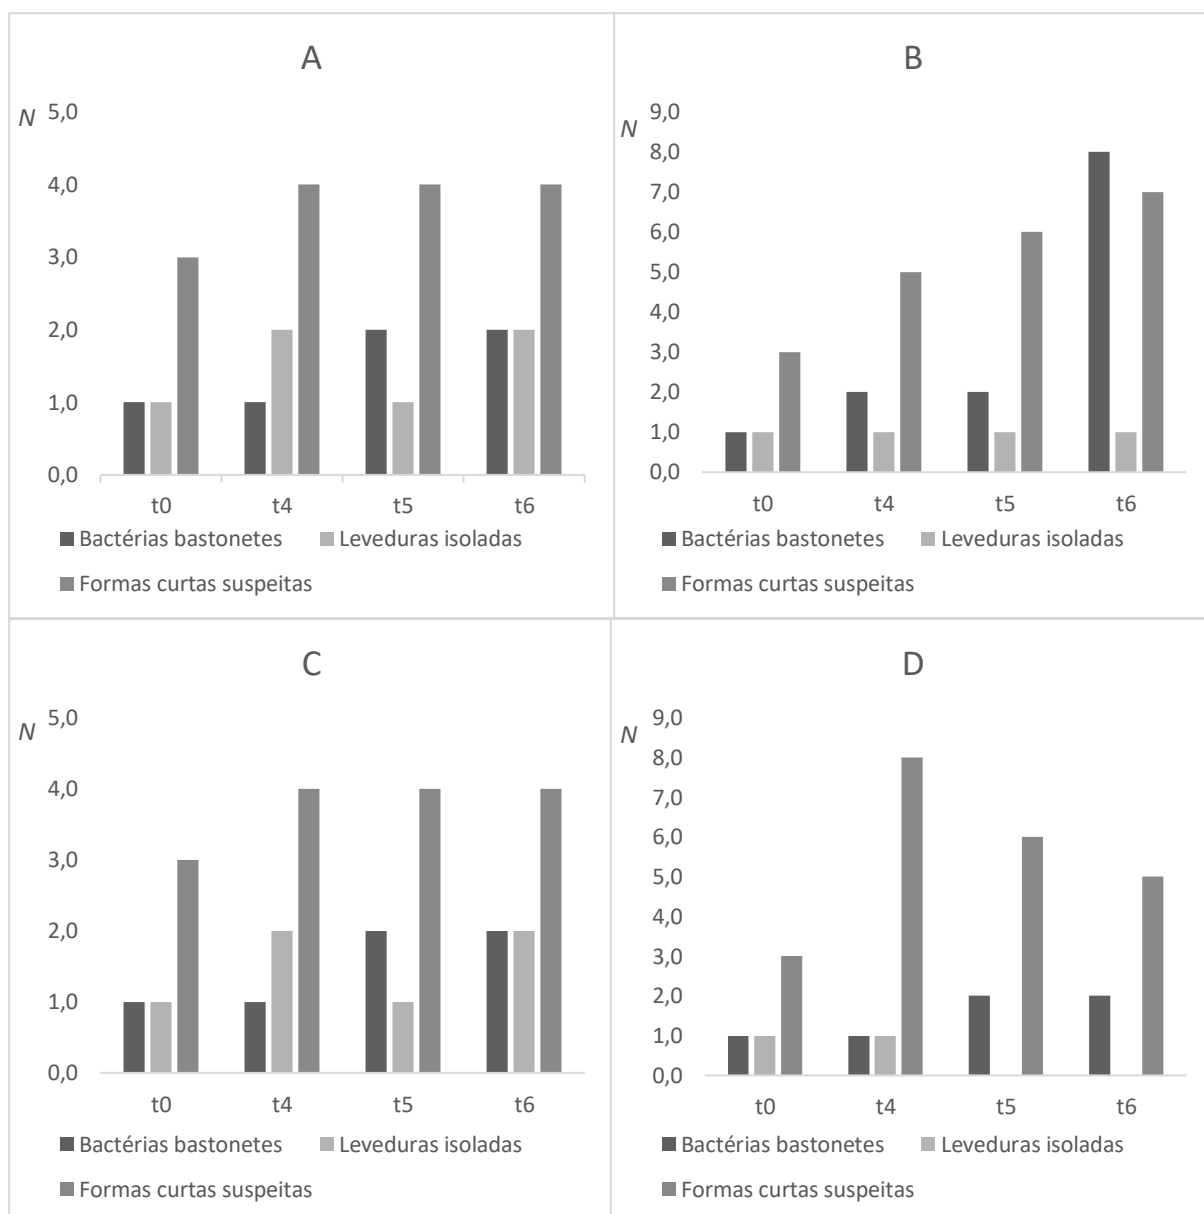 A
N
5,0
4,0
3,0
2,0
1,0
0,0
t0 t4 t5 t6
Bactérias bastonetes Leveduras isoladas
Formas curtas suspeitas
B
N
9,0
8,0
7,0
6,0
5,0
4,0
3,0
2,0
1,0
0,0
t0 t4 t5 t6
Bactérias bastonetes Leveduras isoladas
Formas curtas suspeitas
C
N
5,0
4,0
3,0
2,0
1,0
0,0
t0 t4 t5 t6
Bactérias bastonetes Leveduras isoladas
Formas curtas suspeitas
D
N
9,0
8,0
7,0
6,0
5,0
4,0
3,0
2,0
1,0
0,0
t0 t4 t5 t6
Bactérias bastonetes Leveduras isoladas
Formas curtas suspeitas